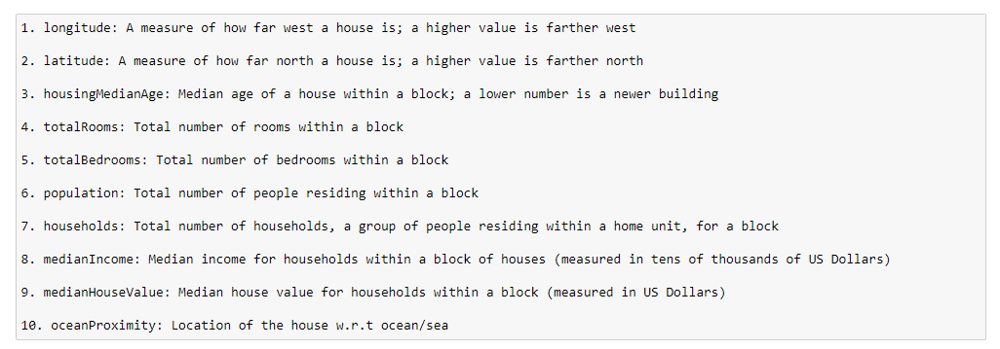 1. longitude: A measure of how far west a house is; a higher value is farther west
2. latitude: A measure of how far north a house is; a higher value is farther north
3. housingMedianAge: Median age of a house within a block; a lower number is a newer building
4. totalRooms: Total number of rooms within a block
5. totalBedrooms: Total number of bedrooms within a block
6. population: Total number of people residing within a block
7. households: Total number of households, a group of people residing within a home unit, for a block
8. medianIncome: Median income for households within a block of houses (measured in tens of thousands of US Dollars)
9. medianHouseValue: Median house value for households within a block (measured in US Dollars)
10. oceanProximity: Location of the house w.r.t ocean/sea